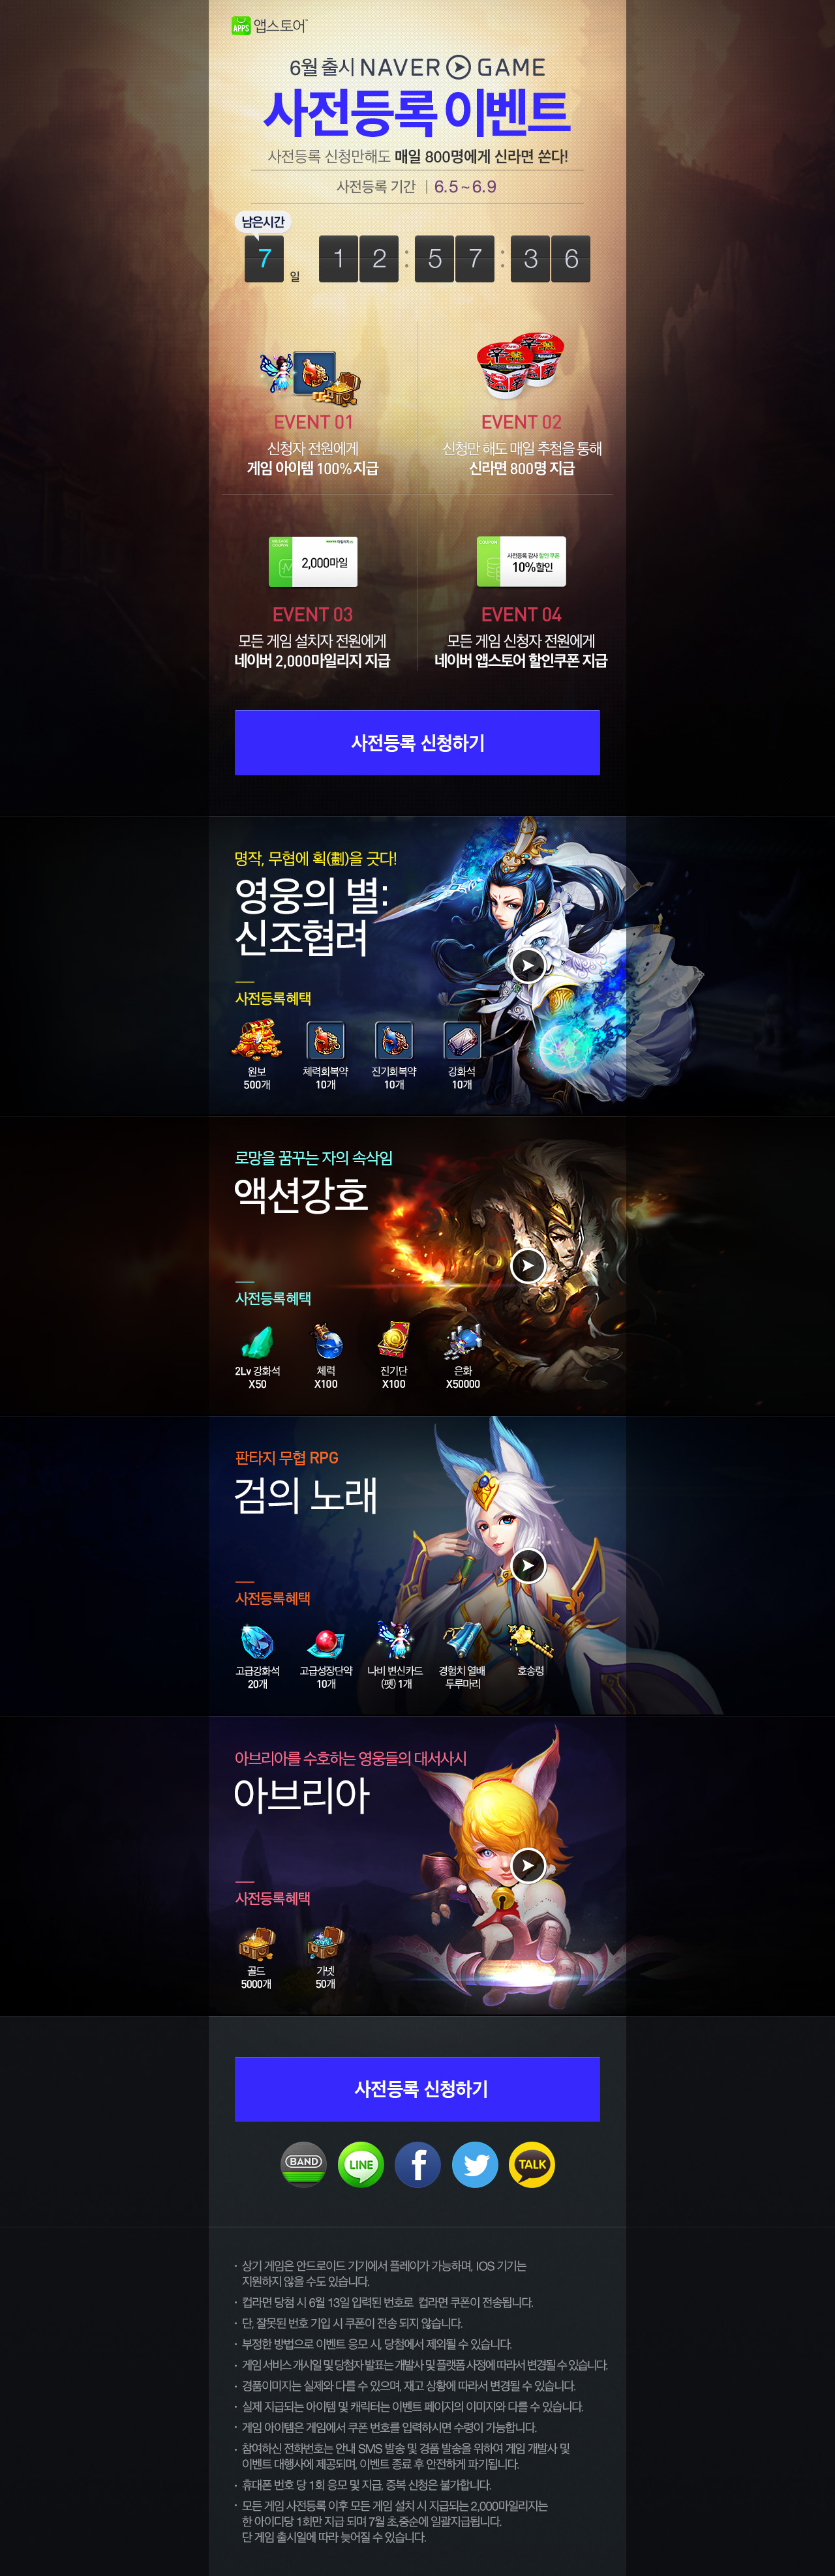 APPS 앱스토어
6월 출시 NAVER GAME
사전등록 이벤트
사전등록 신청만해도 매일 800명에게 신라면 쏜다!
사전등록 기간 | 6.5 ~ 6.9
남은시간
7 일 12 : 57 : 36
EVENT 01
신청자 전원에게
게임 아이템 100%지급
辛
EVENT 02
신청만 해도 매일 추첨을 통해
신라면 800명 지급
COUPON
2,000마일
EVENT 03
모든 게임 설치자 전원에게
네이버 2,000마일리지 지급
COUPON
사전등록 감사 할인 쿠폰
10%할인
EVENT 04
모든 게임 신청자 전원에게
네이버 앱스토어 할인쿠폰 지급
사전등록 신청하기
명작, 무협에 획(劃)을 긋다!
영웅의 별:
신조협려
사전등록혜택
원보 체력회복약 진기회복약 강화석
500개 10개 10개 10개
로망을 꿈꾸는 자의 속삭임
액션강호
사전등록혜택
2Lv 강화석 체력 진기단 은화
X50 X100 X100 X50000
판타지 무협 RPG
검의 노래
사전등록혜택
고급강화석 고급성장단약 나비 변신카드 경험치 열배 호송령
20개 10개 (펫) 1개 두루마리
아브리아를 수호하는 영웅들의 대서사시
아브리아
사전등록혜택
골드 가넷
5000개 50개
사전등록 신청하기
BAND LINE f TALK
· 상기 게임은 안드로이드 기기에서 플레이가 가능하며, IOS 기기는
지원하지 않을 수도 있습니다.
· 컵라면 당첨 시 6월 13일 입력된 번호로 컵라면 쿠폰이 전송됩니다.
· 단, 잘못된 번호 기입 시 쿠폰이 전송 되지 않습니다.
· 부정한 방법으로 이벤트 응모 시, 당첨에서 제외될 수 있습니다.
· 게임 서비스 개시일 및 당첨자 발표는 개발사 및 플랫폼 사정에 따라서 변경될 수 있습니다.
· 경품이미지는 실제와 다를 수 있으며, 재고 상황에 따라서 변경될 수 있습니다.
· 실제 지급되는 아이템 및 캐릭터는 이벤트 페이지의 이미지와 다를 수 있습니다.
· 게임 아이템은 게임에서 쿠폰 번호를 입력하시면 수령이 가능합니다.
· 참여하신 전화번호는 안내 SMS 발송 및 경품 발송을 위하여 게임 개발사 및
이벤트 대행사에 제공되며, 이벤트 종료 후 안전하게 파기됩니다.
· 휴대폰 번호 당 1회 응모 및 지급, 중복 신청은 불가합니다.
· 모든 게임 사전등록 이후 모든 게임 설치 시 지급되는 2,000마일리지는
한 아이디당 1회만 지급 되며 7월 초,중순에 일괄지급됩니다.
단 게임 출시일에 따라 늦어질 수 있습니다.